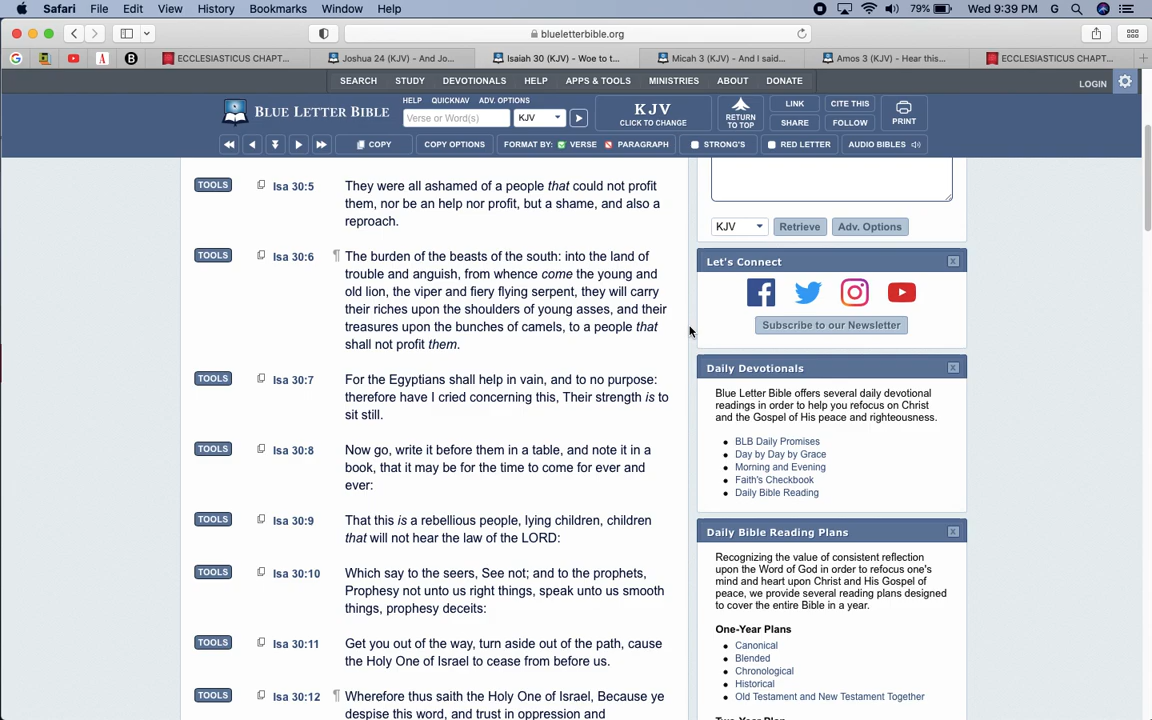 Safari File Edit View History Bookmarks Window Help 79% Wed 9:39 PM G
blueletterbible.org
ECCLESIASTICUS CHAPT... Joshua 24 (KJV) - And Jo... Isaiah 30 (KJV) - Woe to t... Micah 3 (KJV) - And I said... Amos 3 (KJV) - Hear this... ECCLESIASTICUS CHAPT...
SEARCH STUDY DEVOTIONALS HELP APPS & TOOLS MINISTRIES ABOUT DONATE LOGIN
BLUE LETTER BIBLE
HELP QUICKNAV ADV. OPTIONS
Verse or Word(s) KJV
KJV
CLICK TO CHANGE
RETURN
TO TOP
LINK CITE THIS
SHARE FOLLOW
PRINT
COPY COPY OPTIONS FORMAT BY: VERSE PARAGRAPH STRONG'S RED LETTER AUDIO BIBLES
TOOLS Isa 30:5 They were all ashamed of a people that could not profit
them, nor be an help nor profit, but a shame, and also a
reproach.
TOOLS Isa 30:6 ¶ The burden of the beasts of the south: into the land of
trouble and anguish, from whence come the young and
old lion, the viper and fiery flying serpent, they will carry
their riches upon the shoulders of young asses, and their
treasures upon the bunches of camels, to a people that
shall not profit them.
TOOLS Isa 30:7 For the Egyptians shall help in vain, and to no purpose:
therefore have I cried concerning this, Their strength is to
sit still.
TOOLS Isa 30:8 Now go, write it before them in a table, and note it in a
book, that it may be for the time to come for ever and
ever:
TOOLS Isa 30:9 That this is a rebellious people, lying children, children
that will not hear the law of the LORD:
TOOLS Isa 30:10 Which say to the seers, See not; and to the prophets,
Prophesy not unto us right things, speak unto us smooth
things, prophesy deceits:
TOOLS Isa 30:11 Get you out of the way, turn aside out of the path, cause
the Holy One of Israel to cease from before us.
TOOLS Isa 30:12 ¶ Wherefore thus saith the Holy One of Israel, Because ye
despise this word, and trust in oppression and
KJV Retrieve Adv. Options
Let's Connect x
Subscribe to our Newsletter
Daily Devotionals x
Blue Letter Bible offers several daily devotional
readings in order to help you refocus on Christ
and the Gospel of His peace and righteousness.
BLB Daily Promises
Day by Day by Grace
Morning and Evening
Faith's Checkbook
Daily Bible Reading
Daily Bible Reading Plans x
Recognizing the value of consistent reflection
upon the Word of God in order to refocus one's
mind and heart upon Christ and His Gospel of
peace, we provide several reading plans designed
to cover the entire Bible in a year.
One-Year Plans
Canonical
Blended
Chronological
Historical
Old Testament and New Testament Together